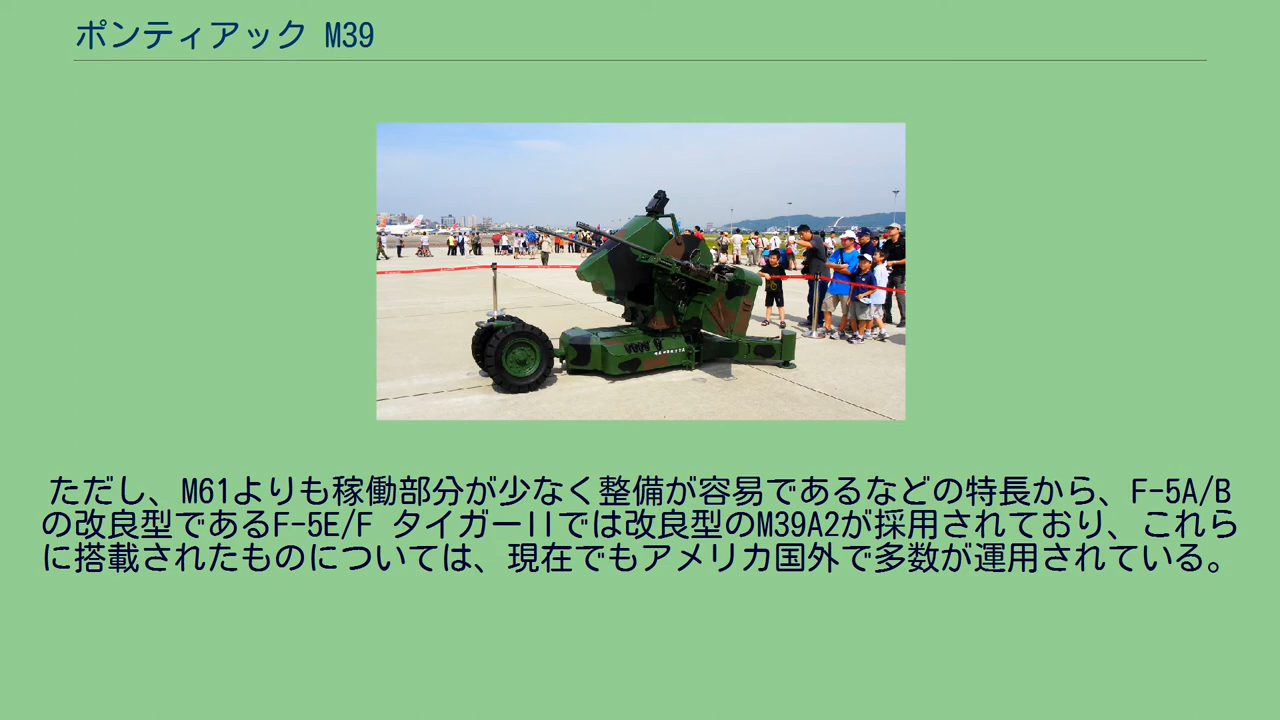 ポンティアック M39
ただし、M61よりも稼働部分が少なく整備が容易であるなどの特長から、F-5A/B
の改良型であるF-5E/F タイガーIIでは改良型のM39A2が採用されており、これら
に搭載されたものについては、現在でもアメリカ国外で多数が運用されている。